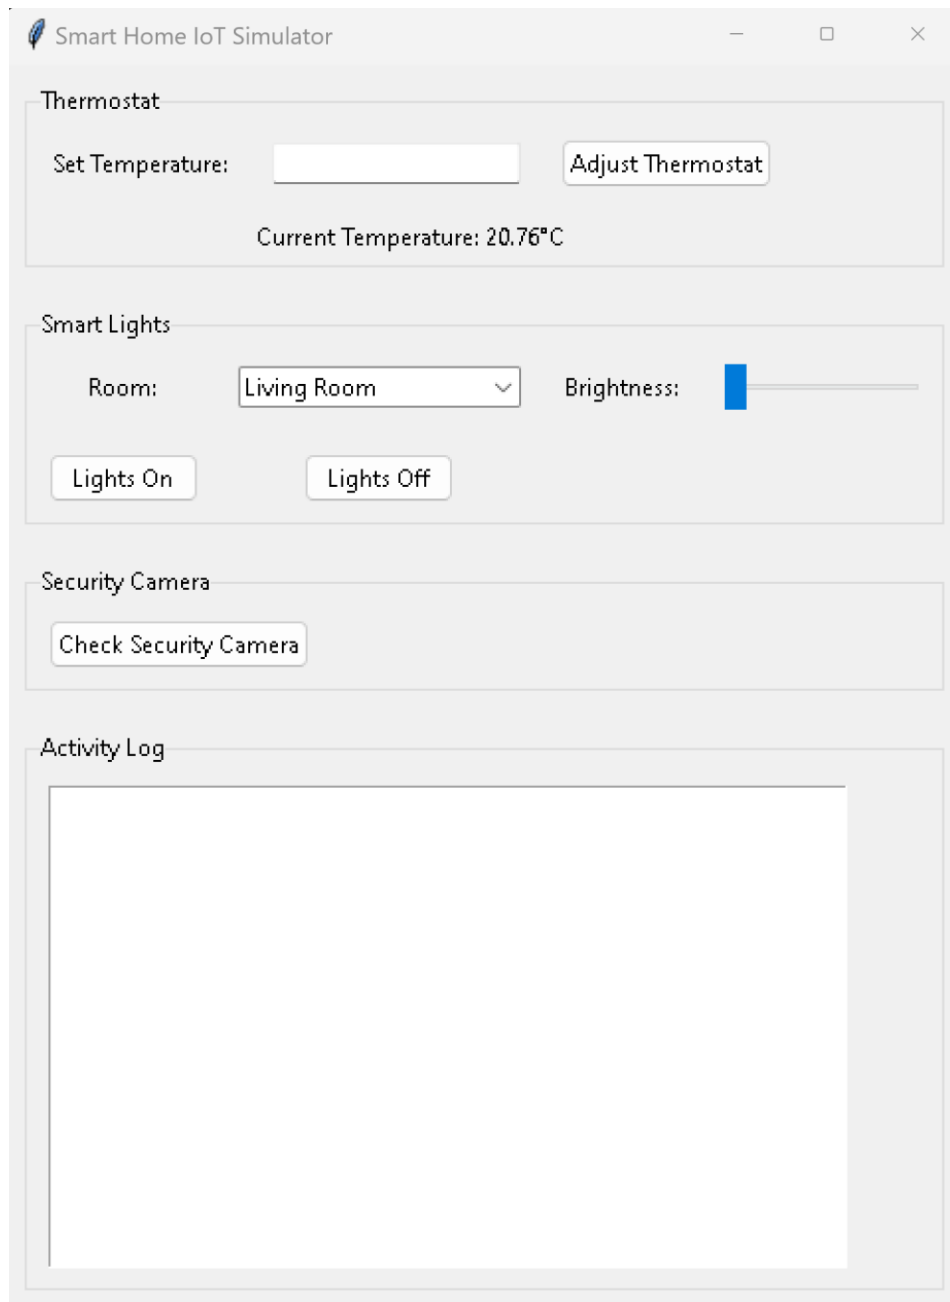 Smart Home IoT Simulator
Thermostat
Set Temperature: Adjust Thermostat
Current Temperature: 20.76°C
Smart Lights
Room: Living Room Brightness:
Lights On Lights Off
Security Camera
Check Security Camera
Activity Log